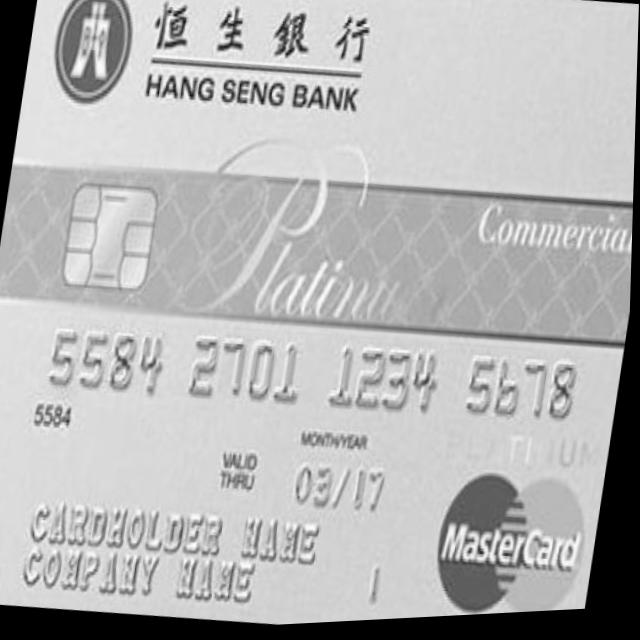 恒生銀行
HANG SENG BANK
Commercial
Platinum
5584 2701 1234 5678
5584
MONTH/YEAR
VALID THRU
03/17
PLATINUM
CARDHOLDER NAME
COMPANY NAME 1
MasterCard